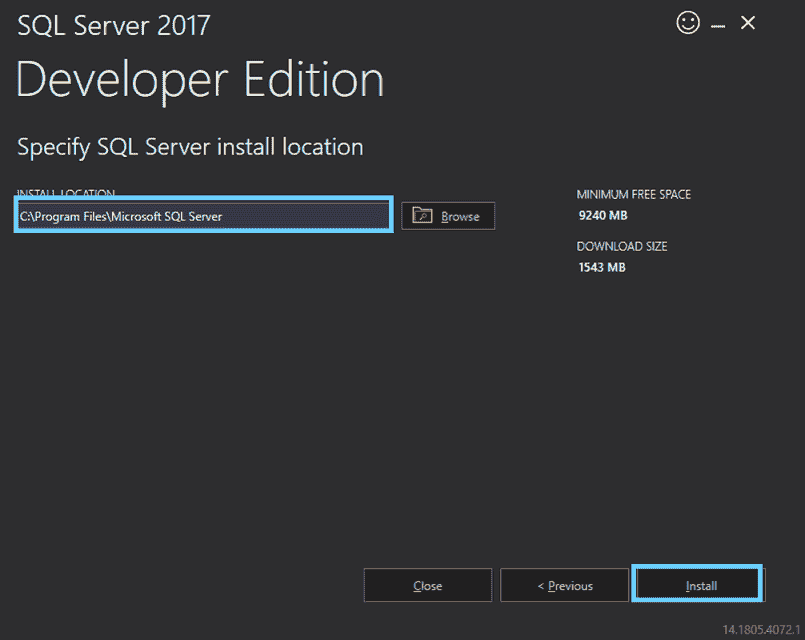 SQL Server 2017
Developer Edition
Specify SQL Server install location
INSTALL LOCATION
C:\Program Files\Microsoft SQL Server
Browse
MINIMUM FREE SPACE
9240 MB
DOWNLOAD SIZE
1543 MB
Close
< Previous
Install
14.1805.4072.1